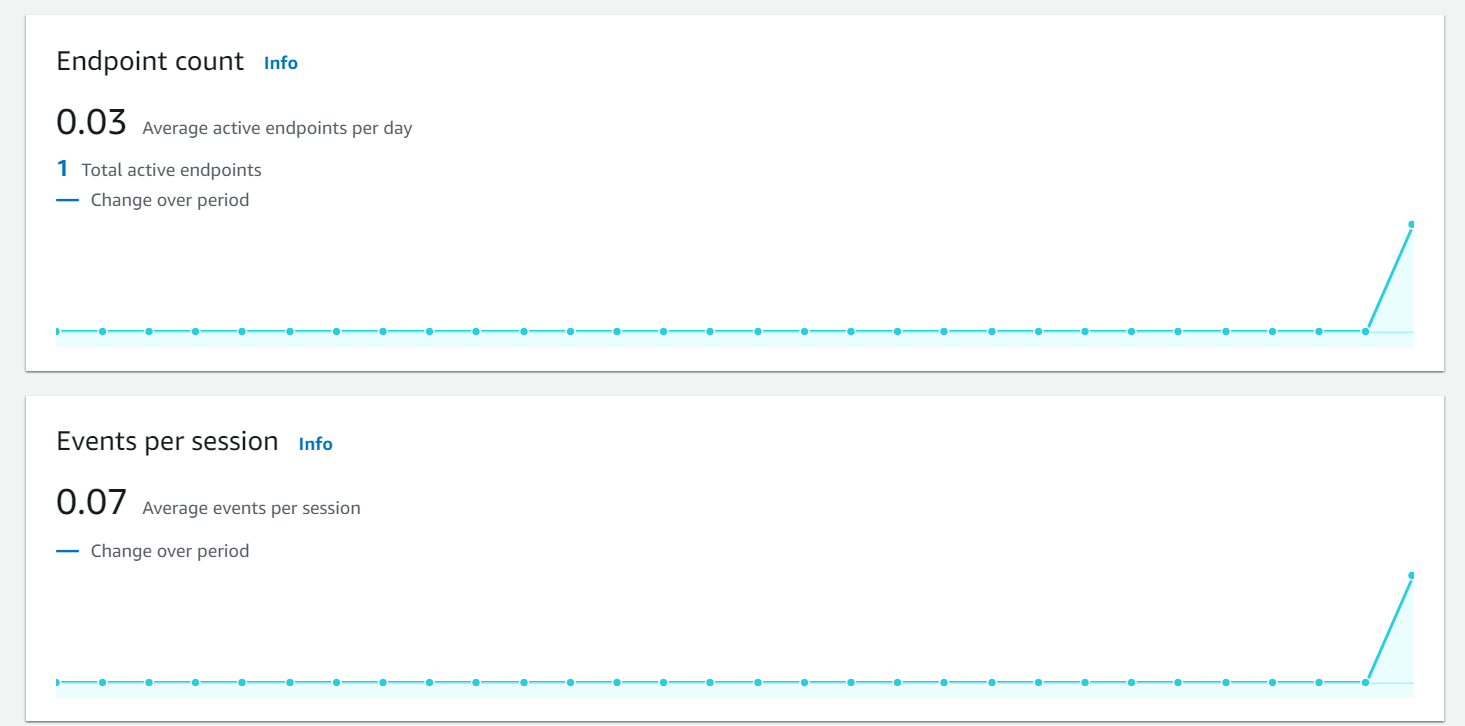 Endpoint count Info
0.03 Average active endpoints per day
1 Total active endpoints
Change over period
Events per session Info
0.07 Average events per session
Change over period